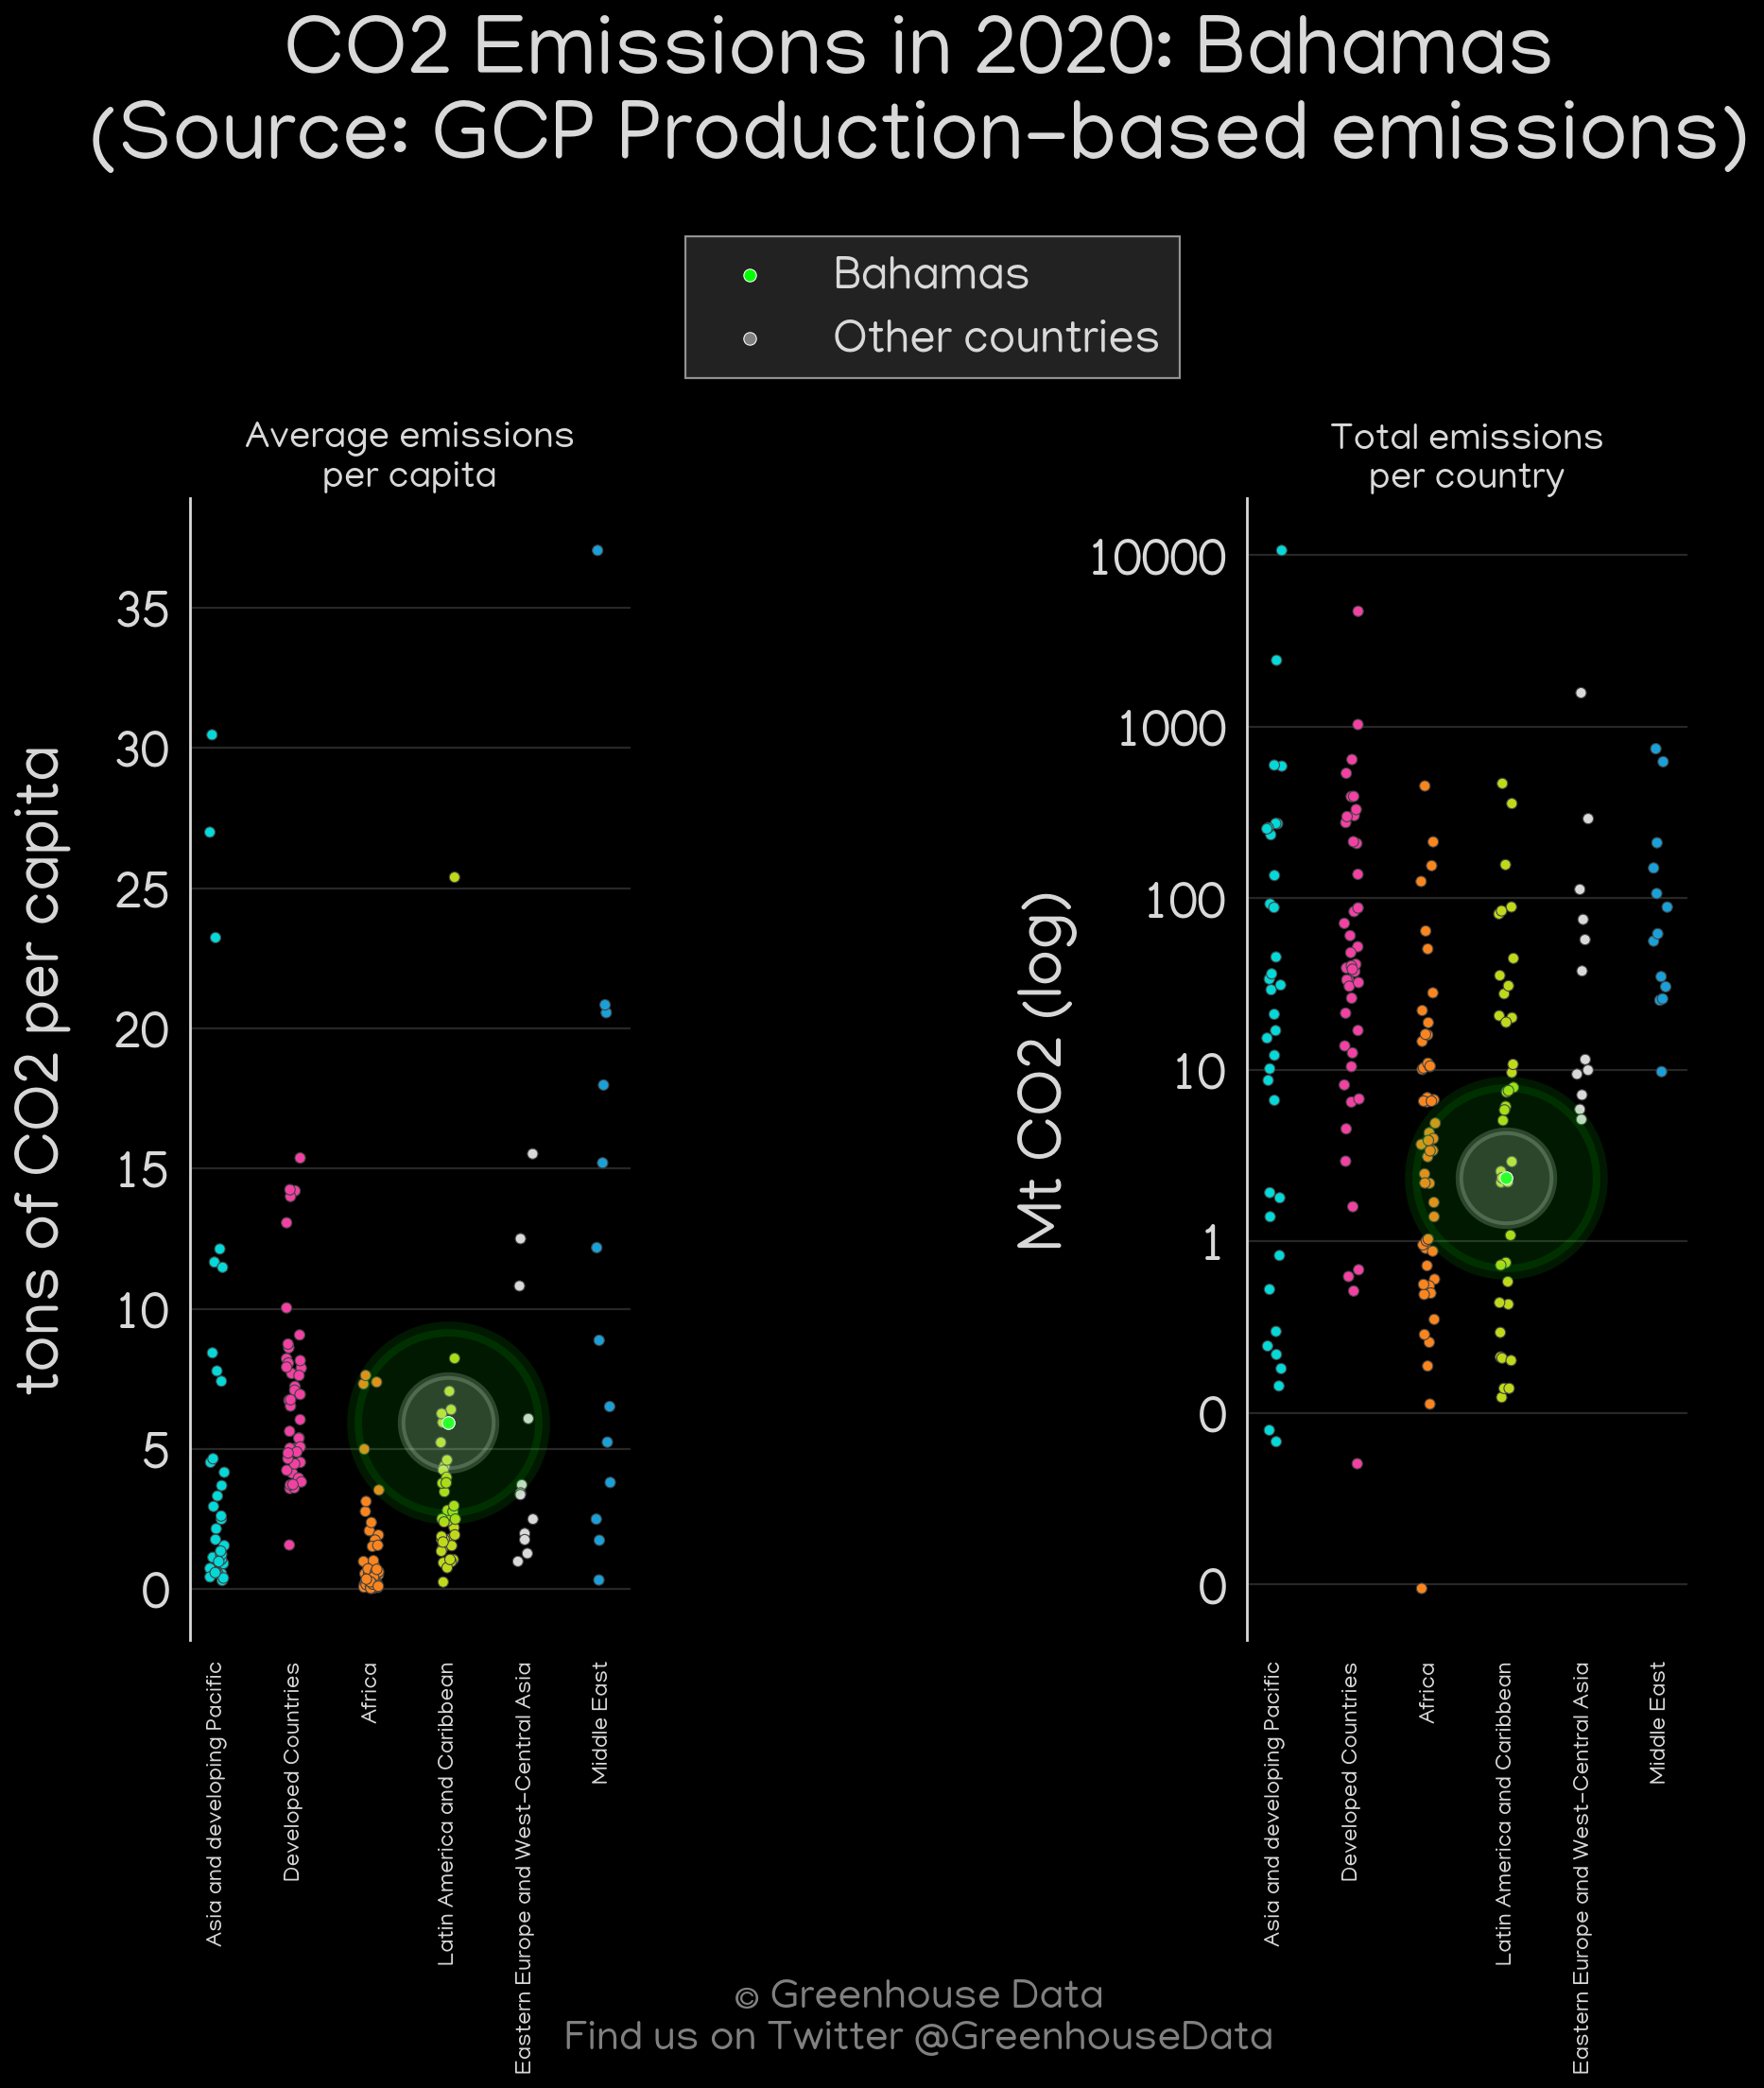 CO2 Emissions in 2020: Bahamas
(Source: GCP Production-based emissions)
Bahamas
Other countries
Average emissions
per capita
tons of CO2 per capita
35
30
25
20
15
10
5
0
Asia and developing Pacific
Developed Countries
Africa
Latin America and Caribbean
Eastern Europe and West-Central Asia
Middle East
Total emissions
per country
Mt CO2 (log)
10000
1000
100
10
1
0
0
Asia and developing Pacific
Developed Countries
Africa
Latin America and Caribbean
Eastern Europe and West-Central Asia
Middle East
© Greenhouse Data
Find us on Twitter @GreenhouseData